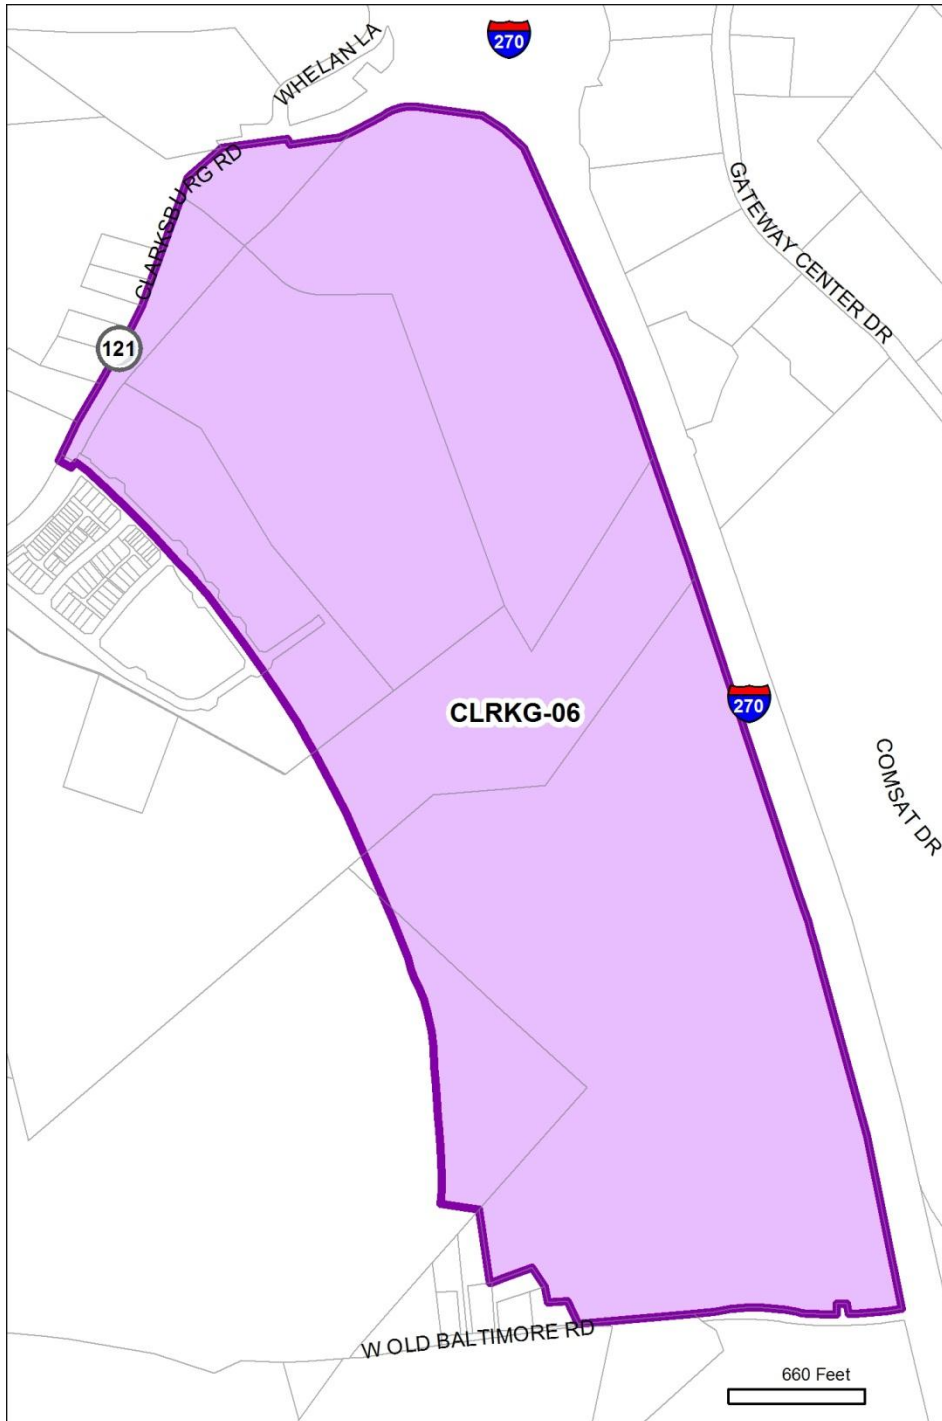 270
WHELAN LA
CLARKSBURG RD
GATEWAY CENTER DR
121
CLRKG-06
270
COMSAT DR
W OLD BALTIMORE RD
660 Feet